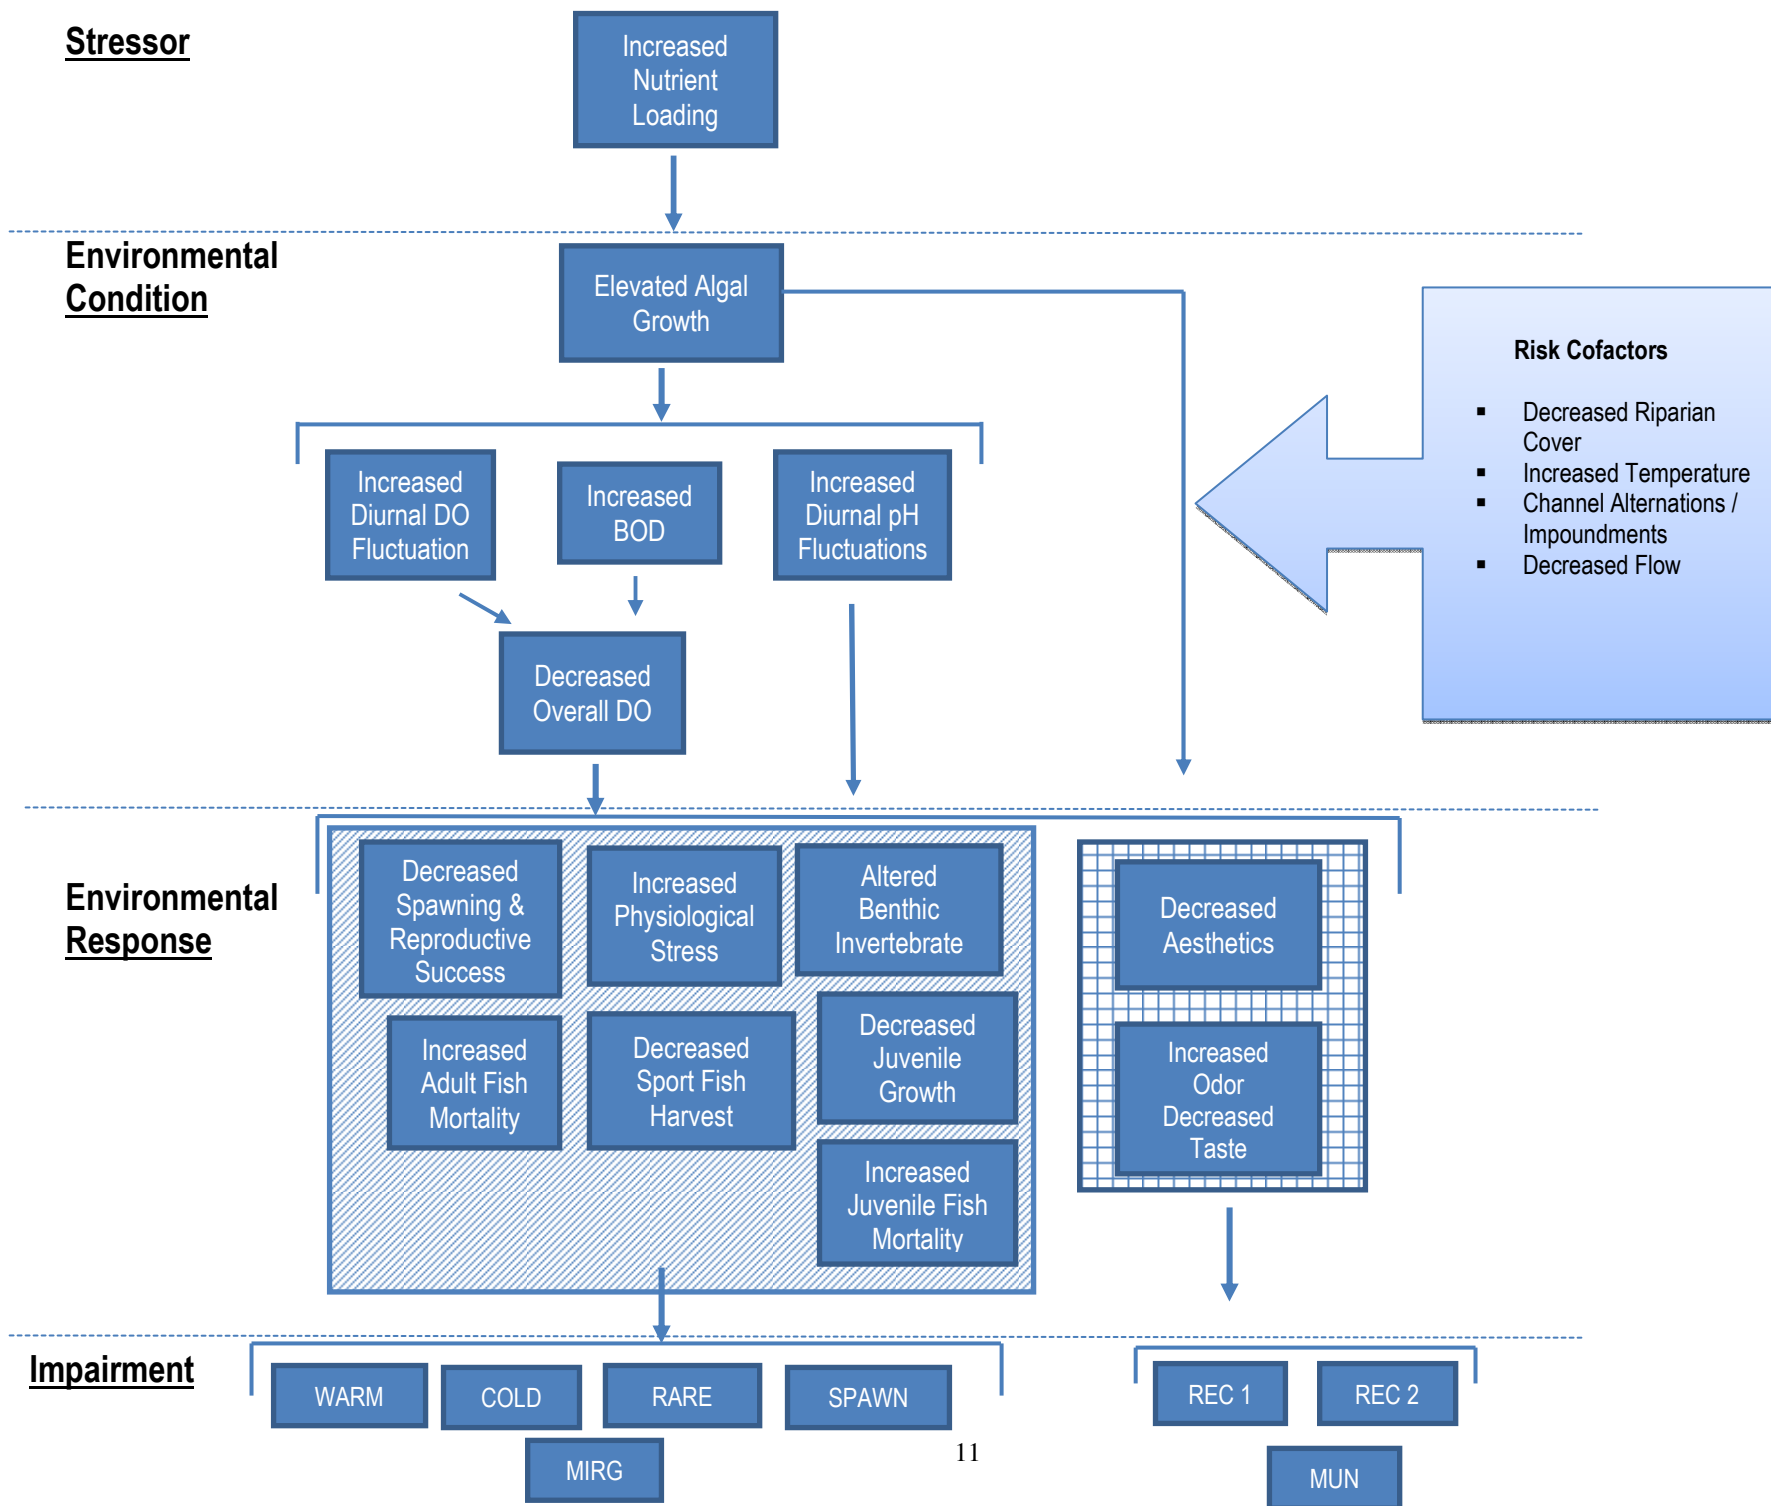 Stressor
Increased
Nutrient
Loading
Environmental
Condition
Elevated Algal
Growth
Risk Cofactors
▪ Decreased Riparian
Cover
▪ Increased Temperature
▪ Channel Alternations /
Impoundments
▪ Decreased Flow
Increased
Diurnal DO
Fluctuation
Increased
BOD
Increased
Diurnal pH
Fluctuations
Decreased
Overall DO
Environmental
Response
Decreased
Spawning &
Reproductive
Success
Increased
Physiological
Stress
Altered
Benthic
Invertebrate
Decreased
Aesthetics
Increased
Adult Fish
Mortality
Decreased
Sport Fish
Harvest
Decreased
Juvenile
Growth
Increased
Odor
Decreased
Taste
Increased
Juvenile Fish
Mortality
Impairment
WARM
COLD
RARE
SPAWN
REC 1
REC 2
MIRG
11
MUN